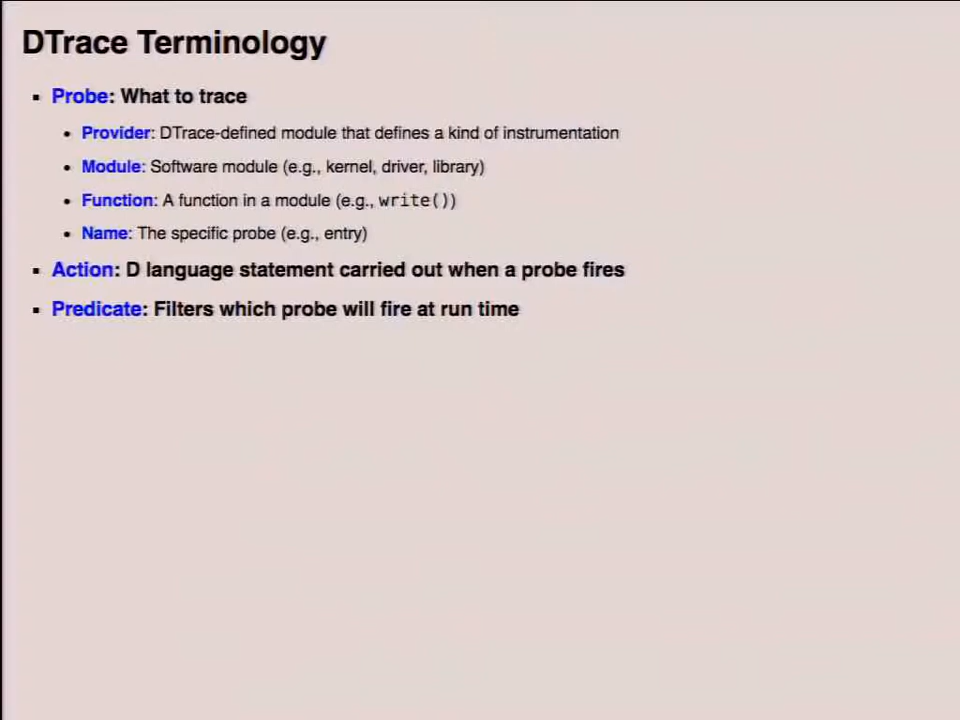 DTrace Terminology
Probe: What to trace
Provider: DTrace-defined module that defines a kind of instrumentation
Module: Software module (e.g., kernel, driver, library)
Function: A function in a module (e.g., write())
Name: The specific probe (e.g., entry)
Action: D language statement carried out when a probe fires
Predicate: Filters which probe will fire at run time